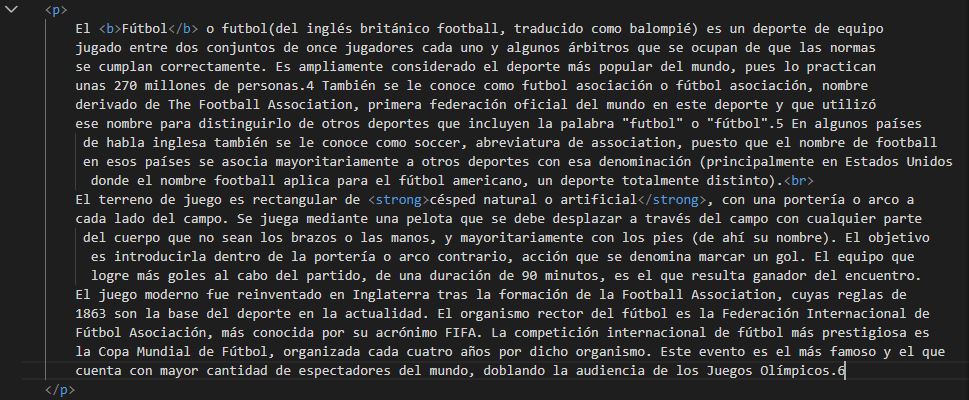 <p>
El <b>Fútbol</b> o futbol(del inglés británico football, traducido como balompié) es un deporte de equipo
jugado entre dos conjuntos de once jugadores cada uno y algunos árbitros que se ocupan de que las normas
se cumplan correctamente. Es ampliamente considerado el deporte más popular del mundo, pues lo practican
unas 270 millones de personas.4 También se le conoce como futbol asociación o fútbol asociación, nombre
derivado de The Football Association, primera federación oficial del mundo en este deporte y que utilizó
ese nombre para distinguirlo de otros deportes que incluyen la palabra "futbol" o "fútbol".5 En algunos países
de habla inglesa también se le conoce como soccer, abreviatura de association, puesto que el nombre de football
en esos países se asocia mayoritariamente a otros deportes con esa denominación (principalmente en Estados Unidos
donde el nombre football aplica para el fútbol americano, un deporte totalmente distinto).<br>
El terreno de juego es rectangular de <strong>césped natural o artificial</strong>, con una portería o arco a
cada lado del campo. Se juega mediante una pelota que se debe desplazar a través del campo con cualquier parte
del cuerpo que no sean los brazos o las manos, y mayoritariamente con los pies (de ahí su nombre). El objetivo
es introducirla dentro de la portería o arco contrario, acción que se denomina marcar un gol. El equipo que
logre más goles al cabo del partido, de una duración de 90 minutos, es el que resulta ganador del encuentro.
El juego moderno fue reinventado en Inglaterra tras la formación de la Football Association, cuyas reglas de
1863 son la base del deporte en la actualidad. El organismo rector del fútbol es la Federación Internacional de
Fútbol Asociación, más conocida por su acrónimo FIFA. La competición internacional de fútbol más prestigiosa es
la Copa Mundial de Fútbol, organizada cada cuatro años por dicho organismo. Este evento es el más famoso y el que
cuenta con mayor cantidad de espectadores del mundo, doblando la audiencia de los Juegos Olímpicos.6
</p>